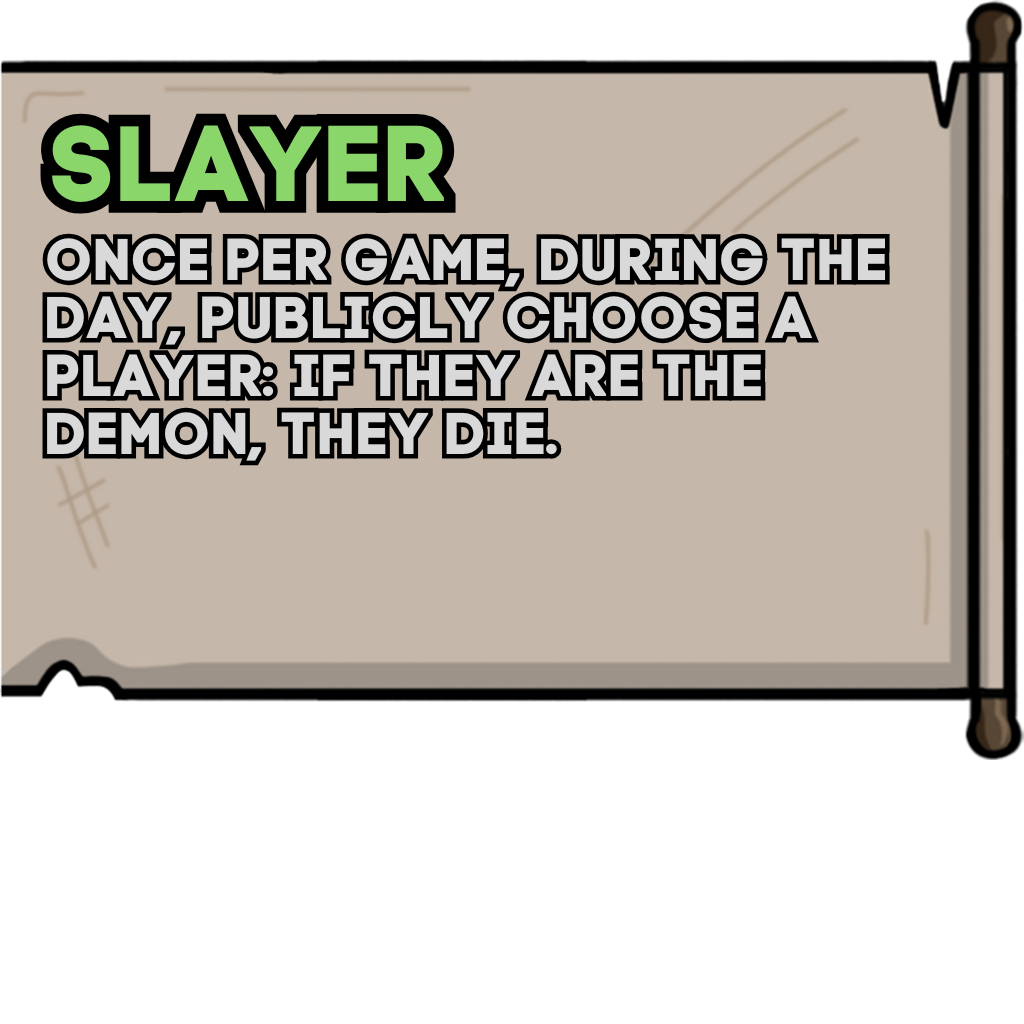 SLAYER
ONCE PER GAME, DURING THE
DAY, PUBLICLY CHOOSE A
PLAYER: IF THEY ARE THE
DEMON, THEY DIE.